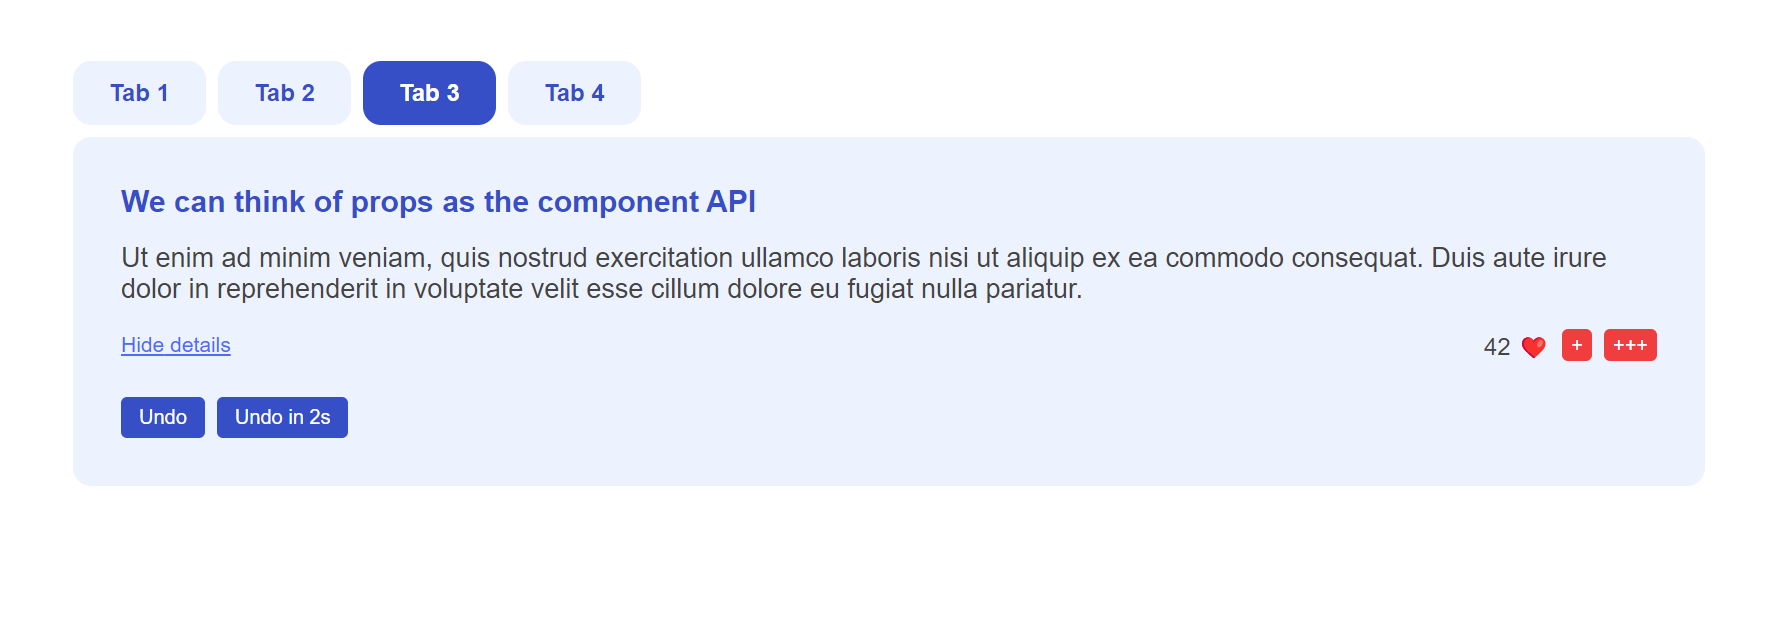 Tab 1 Tab 2 Tab 3 Tab 4
We can think of props as the component API
Ut enim ad minim veniam, quis nostrud exercitation ullamco laboris nisi ut aliquip ex ea commodo consequat. Duis aute irure
dolor in reprehenderit in voluptate velit esse cillum dolore eu fugiat nulla pariatur.
Hide details 42 ❤️ + +++
Undo Undo in 2s